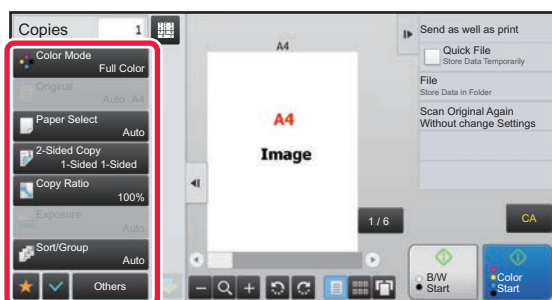 Copies 1
Color Mode
Full Color
Original
Auto A4
Paper Select
Auto
2-Sided Copy
1-Sided 1-Sided
Copy Ratio
100%
Exposure
Auto
Sort/Group
Auto
Others
A4
A4
Image
1 / 6
Send as well as print
Quick File
Store Data Temporarily
File
Store Data in Folder
Scan Original Again
Without change Settings
CA
B/W
Start
Color
Start